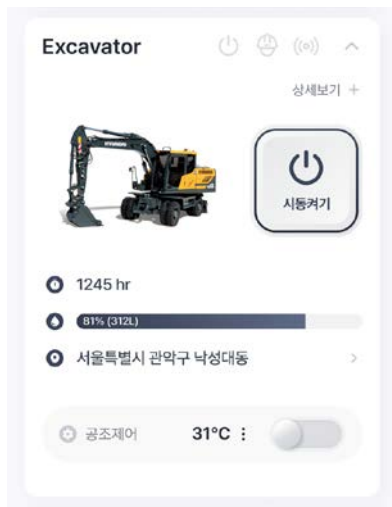 Excavator
상세보기 +
HYUNDAI
시동켜기
1245 hr
81% (312L)
서울특별시 관악구 낙성대동
공조제어 31°C